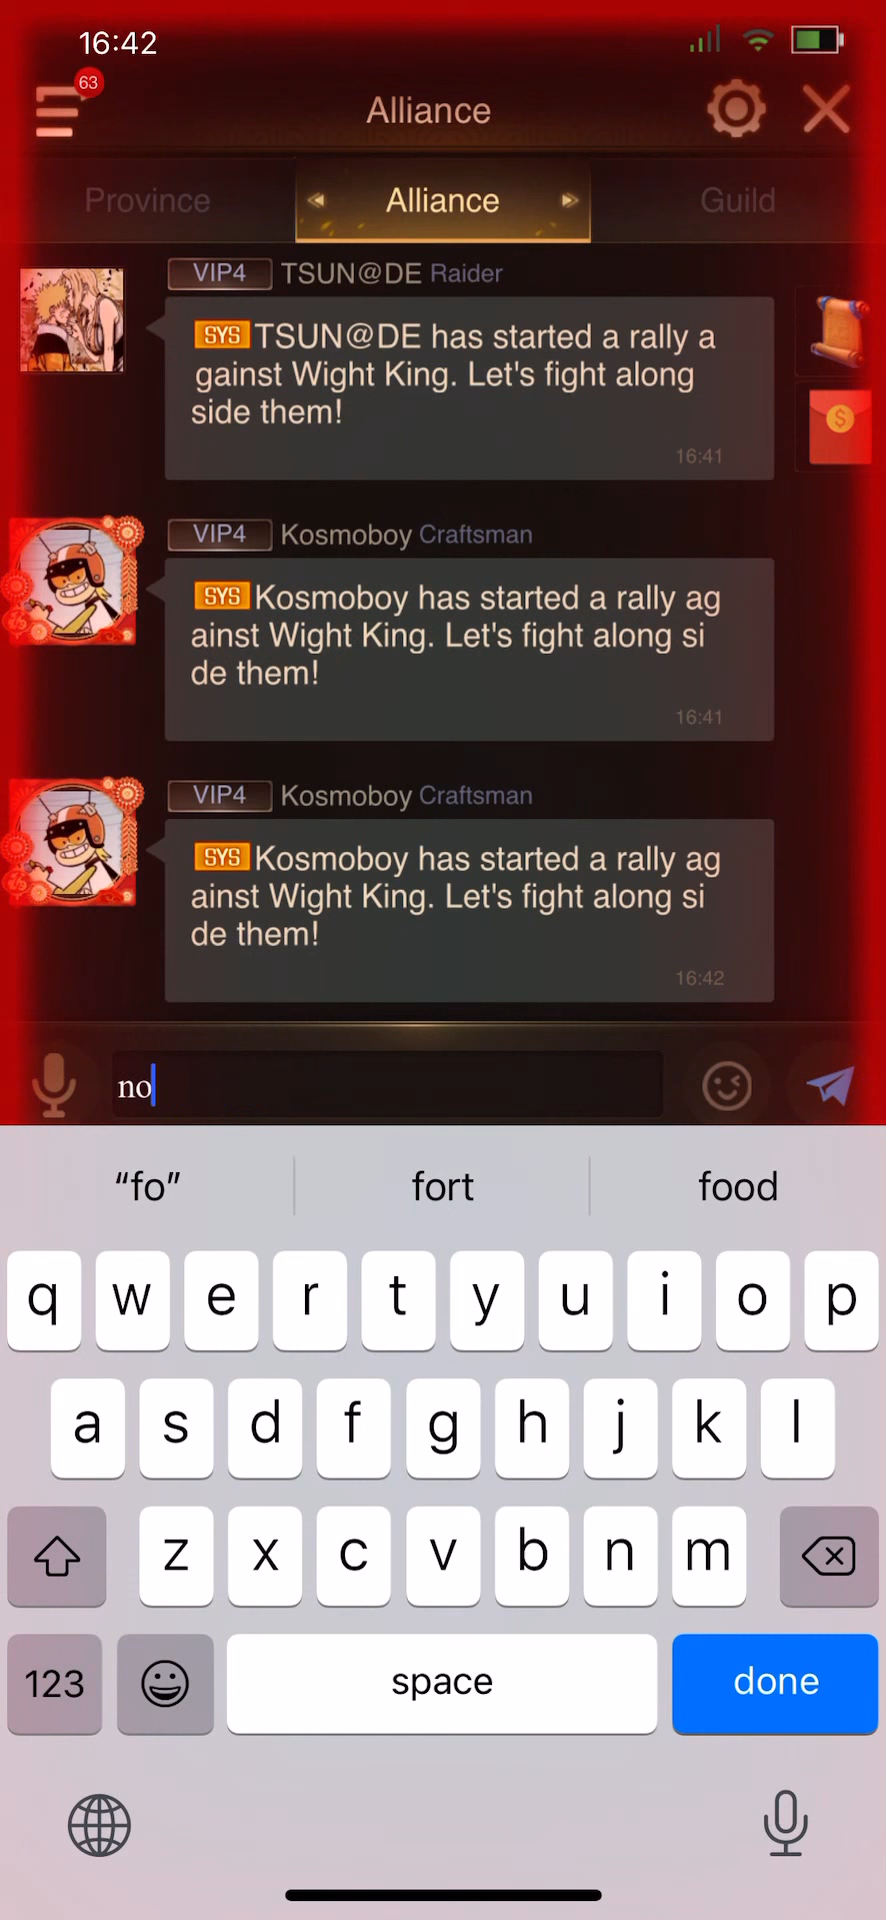 16:42
63
Alliance
Province
Alliance
Guild
VIP4 TSUN@DE Raider
SYS TSUN@DE has started a rally a
gainst Wight King. Let's fight along
side them!
16:41
VIP4 Kosmoboy Craftsman
SYS Kosmoboy has started a rally ag
ainst Wight King. Let's fight along si
de them!
16:41
VIP4 Kosmoboy Craftsman
SYS Kosmoboy has started a rally ag
ainst Wight King. Let's fight along si
de them!
16:42
no
“fo” fort food
q w e r t y u i o p
a s d f g h j k l
z x c v b n m
123 space done